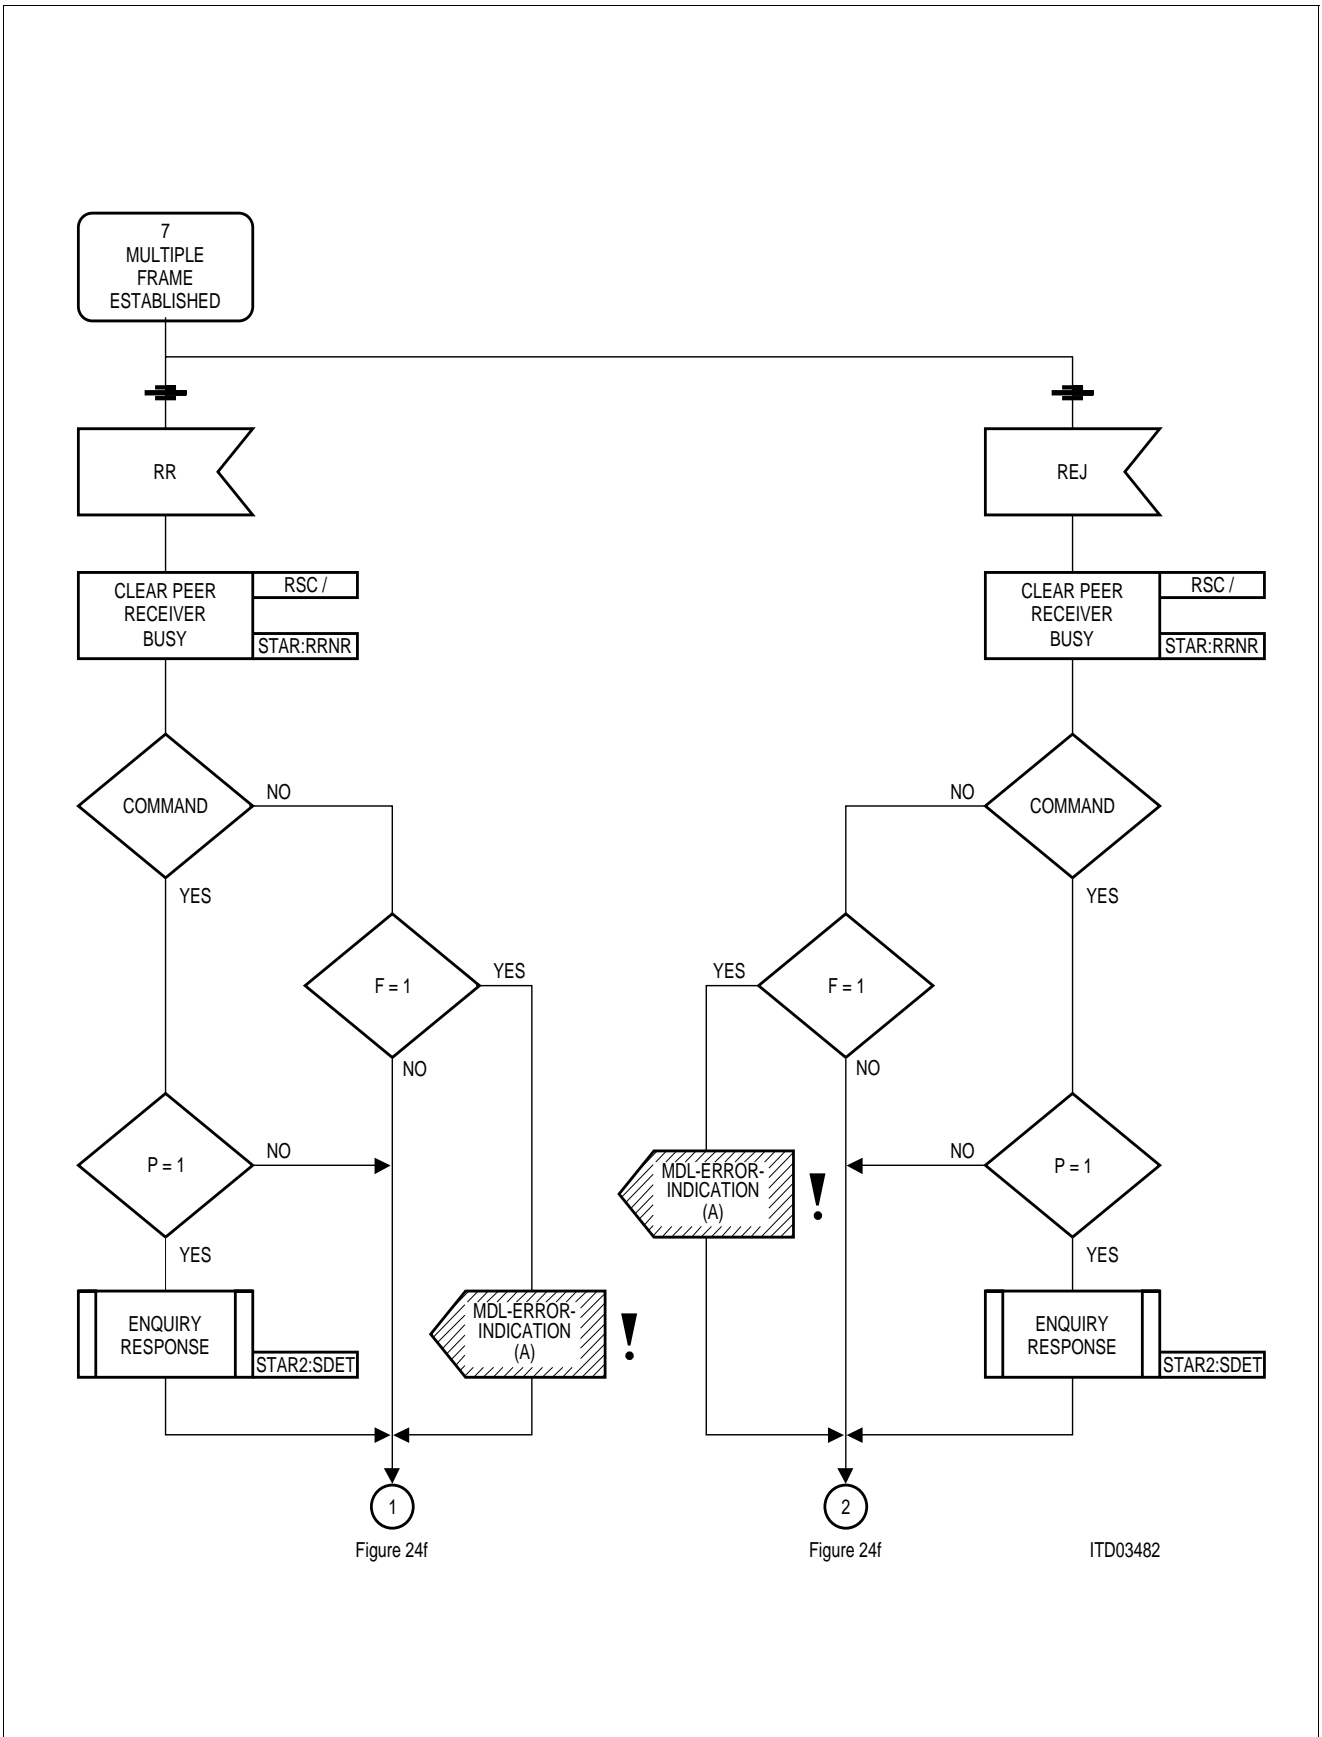 7
MULTIPLE
FRAME
ESTABLISHED
RR
REJ
CLEAR PEER
RECEIVER
BUSY
RSC /
STAR:RRNR
CLEAR PEER
RECEIVER
BUSY
RSC /
STAR:RRNR
COMMAND
NO
YES
NO
COMMAND
YES
F = 1
YES
NO
YES
F = 1
NO
P = 1
NO
YES
MDL-ERROR-
INDICATION
(A)
!
NO
P = 1
YES
ENQUIRY
RESPONSE
STAR2:SDET
MDL-ERROR-
INDICATION
(A)
!
ENQUIRY
RESPONSE
STAR2:SDET
1
Figure 24f
2
Figure 24f
ITD03482